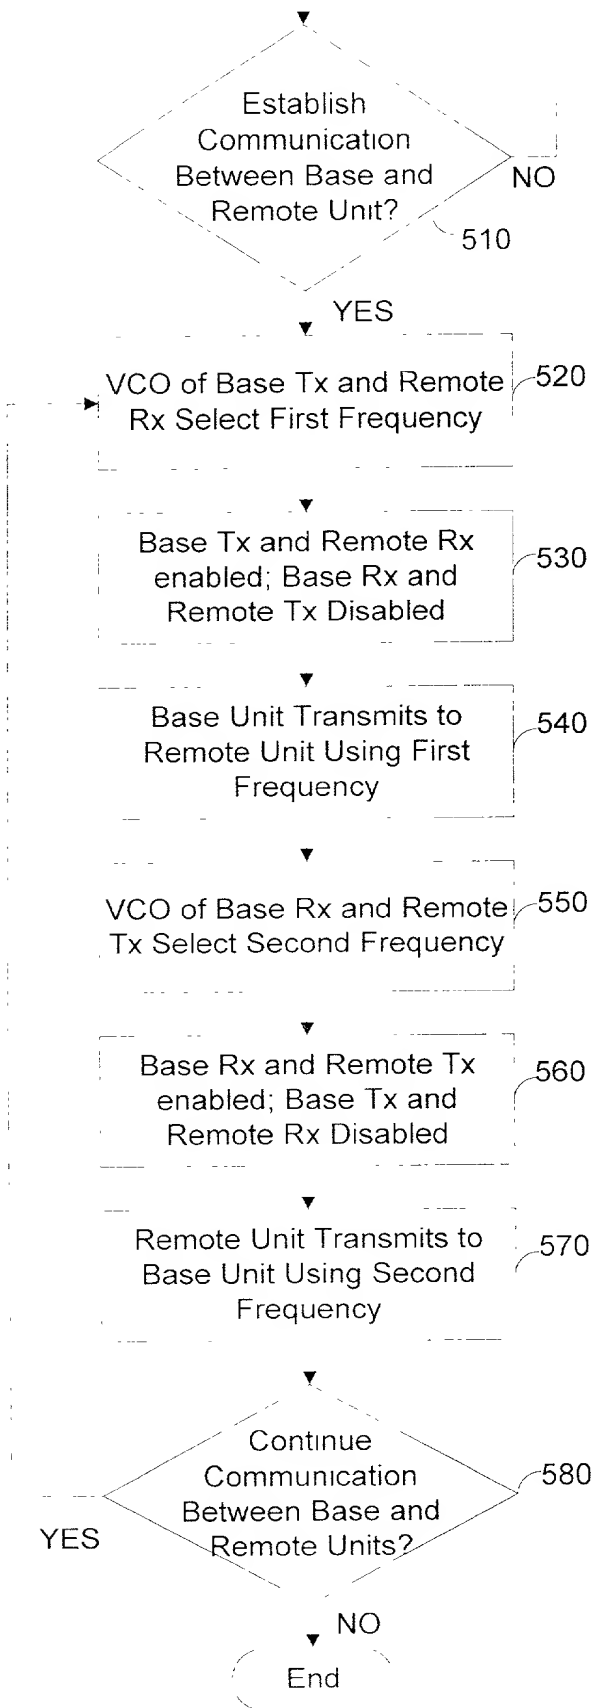 Establish
Communication
Between Base and
Remote Unit?
NO
510
YES
VCO of Base Tx and Remote
Rx Select First Frequency
520
Base Tx and Remote Rx
enabled; Base Rx and
Remote Tx Disabled
530
Base Unit Transmits to
Remote Unit Using First
Frequency
540
VCO of Base Rx and Remote
Tx Select Second Frequency
550
Base Rx and Remote Tx
enabled; Base Tx and
Remote Rx Disabled
560
Remote Unit Transmits to
Base Unit Using Second
Frequency
570
Continue
Communication
Between Base and
Remote Units?
580
YES
NO
End